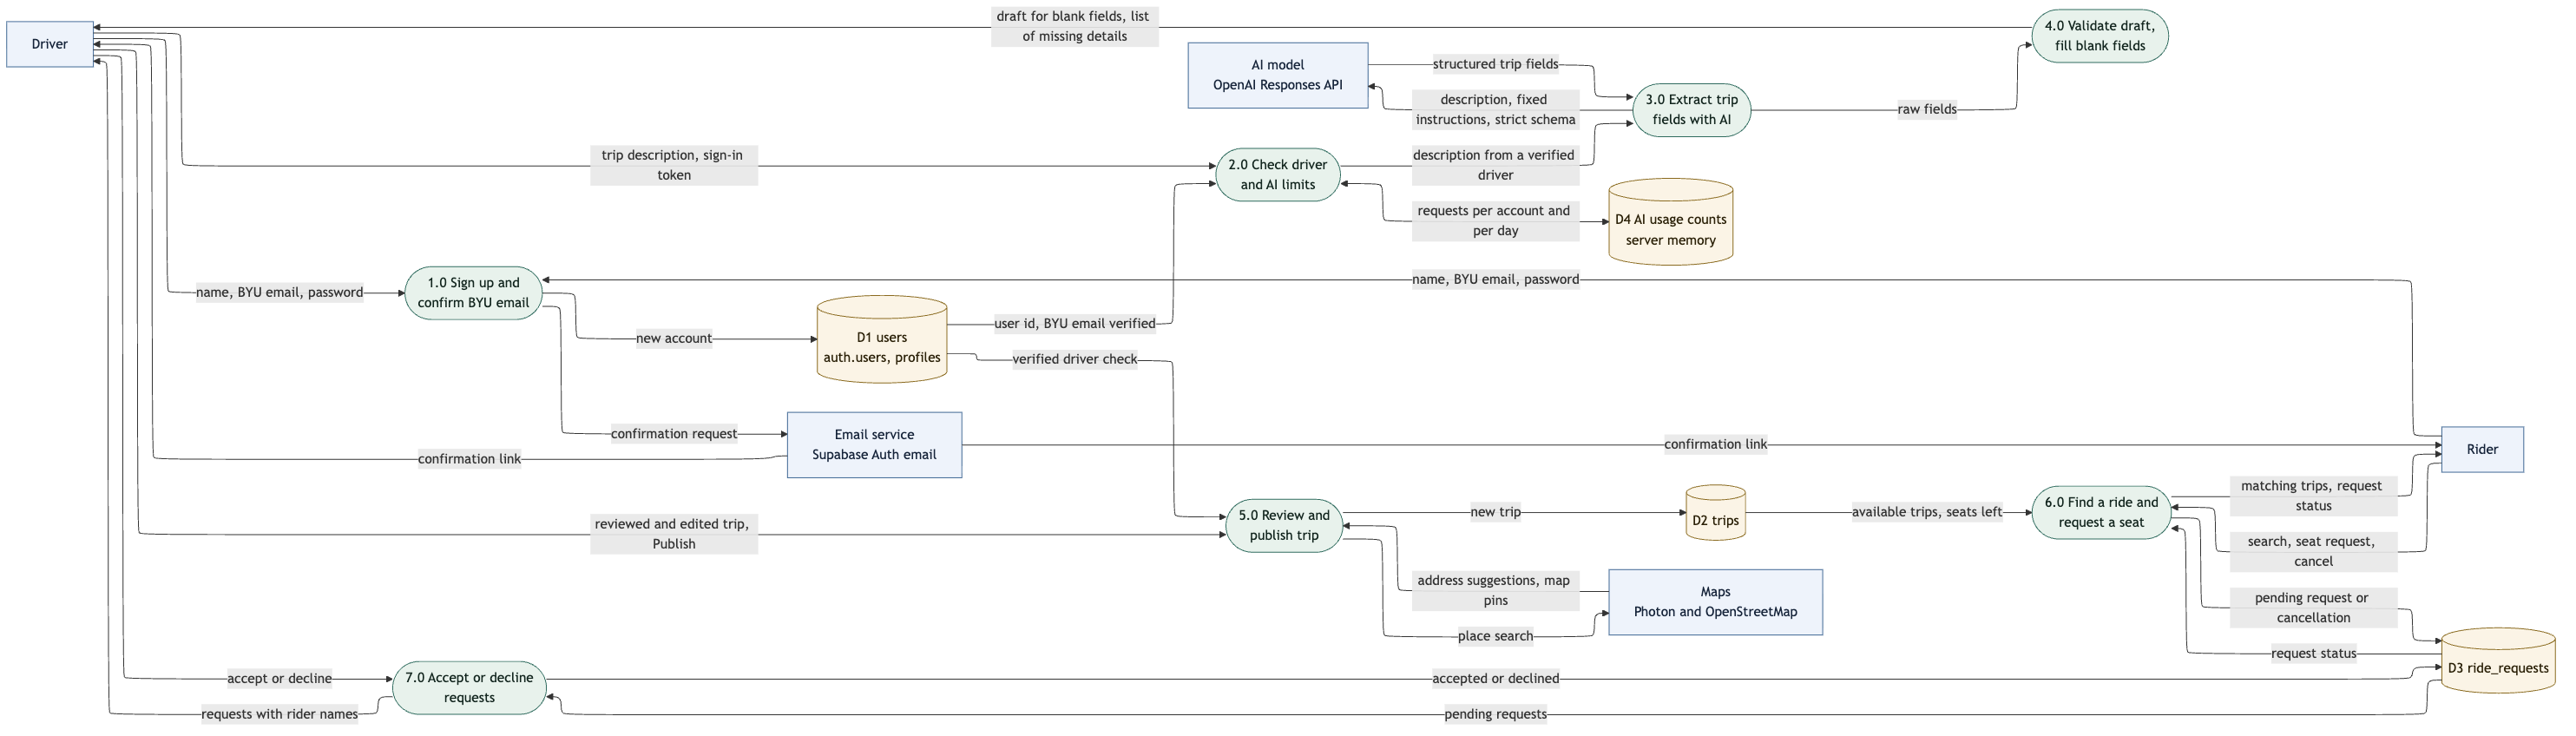 draft for blank fields, list
of missing details
Driver
4.0 Validate draft,
fill blank fields
AI model
OpenAI Responses API
structured trip fields
description, fixed
instructions, strict schema
3.0 Extract trip
fields with AI
raw fields
trip description, sign-in
token
2.0 Check driver
and AI limits
description from a verified
driver
requests per account and
per day
D4 AI usage counts
server memory
name, BYU email, password
1.0 Sign up and
confirm BYU email
name, BYU email, password
new account
D1 users
auth.users, profiles
user id, BYU email verified
verified driver check
confirmation request
Email service
Supabase Auth email
confirmation link
confirmation link
Rider
reviewed and edited trip,
Publish
5.0 Review and
publish trip
new trip
D2 trips
available trips, seats left
6.0 Find a ride and
request a seat
matching trips, request
status
search, seat request,
cancel
address suggestions, map
pins
Maps
Photon and OpenStreetMap
place search
pending request or
cancellation
request status
D3 ride_requests
accept or decline
7.0 Accept or decline
requests
accepted or declined
requests with rider names
pending requests